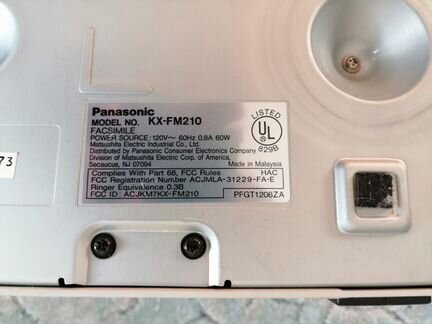 Panasonic
MODEL NO. KX-FM210
FACSIMILE
POWER SOURCE:120V~ 60Hz 0.8A 60W
Matsushita Electric Industrial Co., Ltd.
Distributed by Panasonic Consumer Electronics Company
Division of Matsushita Electric Corp. of America,
Secaucus, NJ 07094
Made in Malaysia
LISTED
UL
829B
Complies With Part 68, FCC Rules HAC
FCC Registration Number ACJMLA-31229-FA-E
Ringer Equivalence 0.3B
FCC ID: ACJKM7KX-FM210 PFGT1206ZA
73